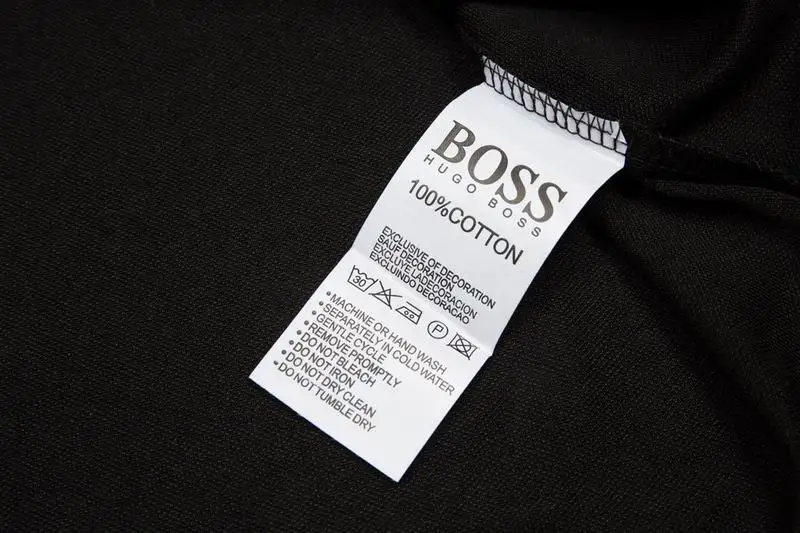 BOSS
HUGO BOSS
100%COTTON
EXCLUSIVE OF DECORATION
SAUF DECORATION
EXCLUYE LA DECORACION
EXCLUINDO DECORACAO
30
P
• MACHINE OR HAND WASH
• SEPARATELY IN COLD WATER
• GENTLE CYCLE
• REMOVE PROMPTLY
• DO NOT BLEACH
• DO NOT IRON
• DO NOT DRY CLEAN
• DO NOT TUMBLE DRY